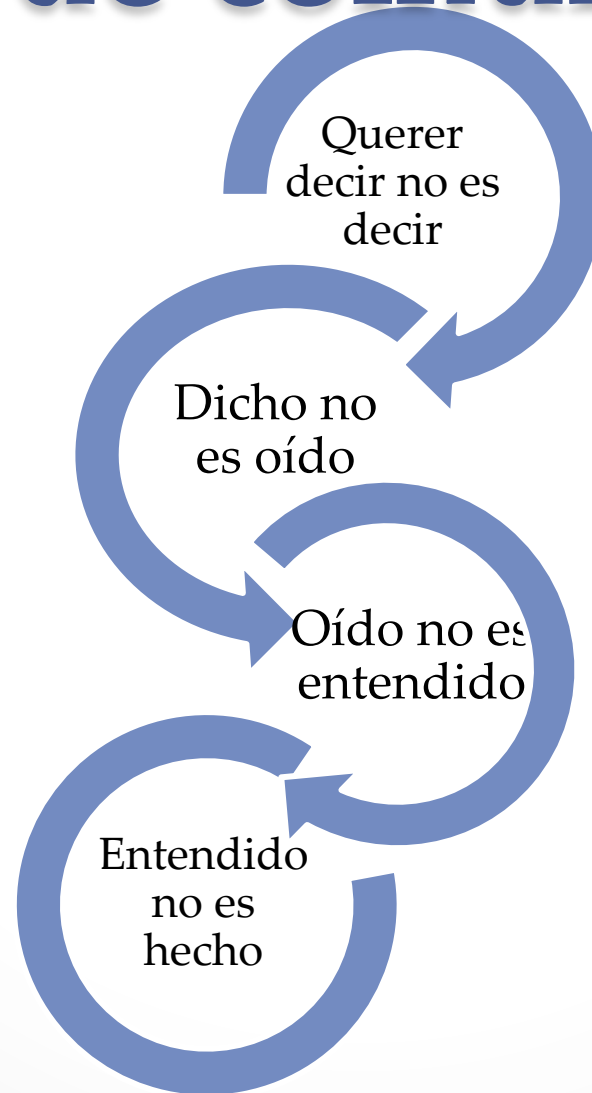 Querer
decir no es
decir
Dicho no
es oído
Oído no es
entendido
Entendido
no es
hecho